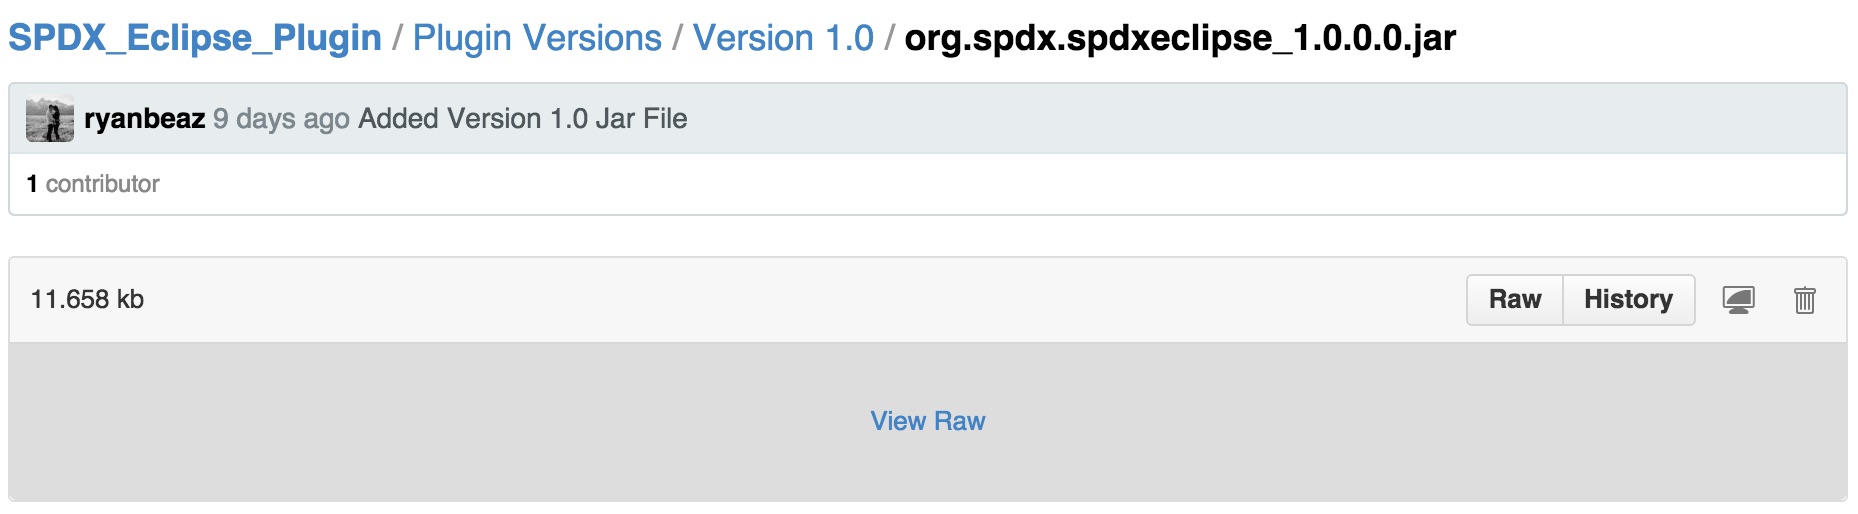 SPDX_Eclipse_Plugin / Plugin Versions / Version 1.0 / org.spdx.spdxeclipse_1.0.0.0.jar
ryanbeaz 9 days ago Added Version 1.0 Jar File
1 contributor
11.658 kb Raw History
View Raw